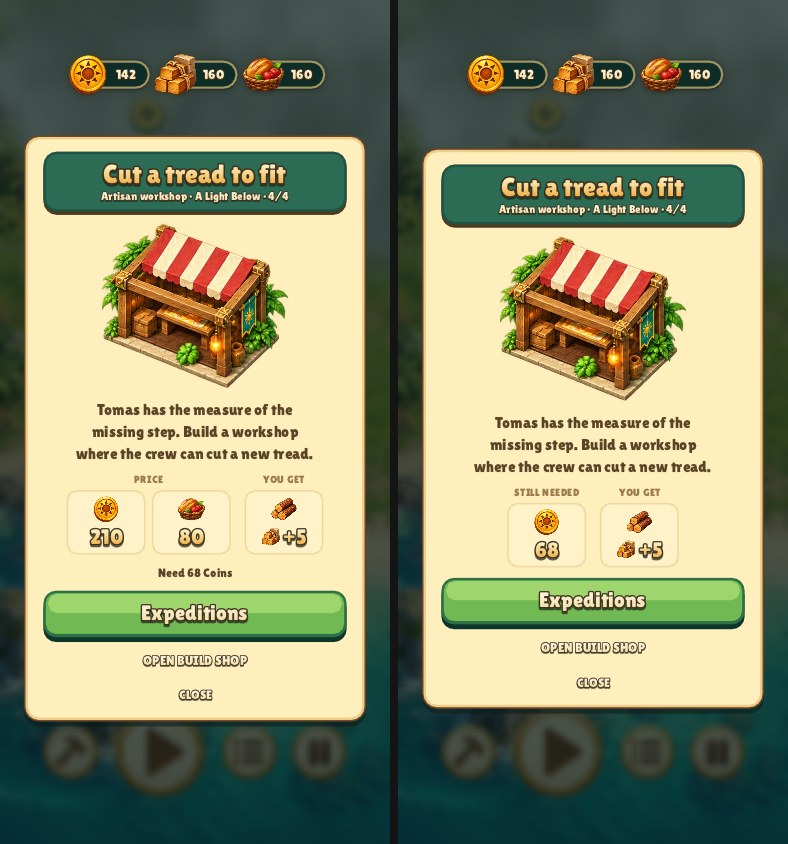 142 160 160
Cut a tread to fit
Artisan workshop · A Light Below · 4/4
Tomas has the measure of the
missing step. Build a workshop
where the crew can cut a new tread.
PRICE YOU GET
210 80 +5
Need 68 Coins
Expeditions
OPEN BUILD SHOP
CLOSE
142 160 160
Cut a tread to fit
Artisan workshop · A Light Below · 4/4
Tomas has the measure of the
missing step. Build a workshop
where the crew can cut a new tread.
STILL NEEDED YOU GET
68 +5
Expeditions
OPEN BUILD SHOP
CLOSE